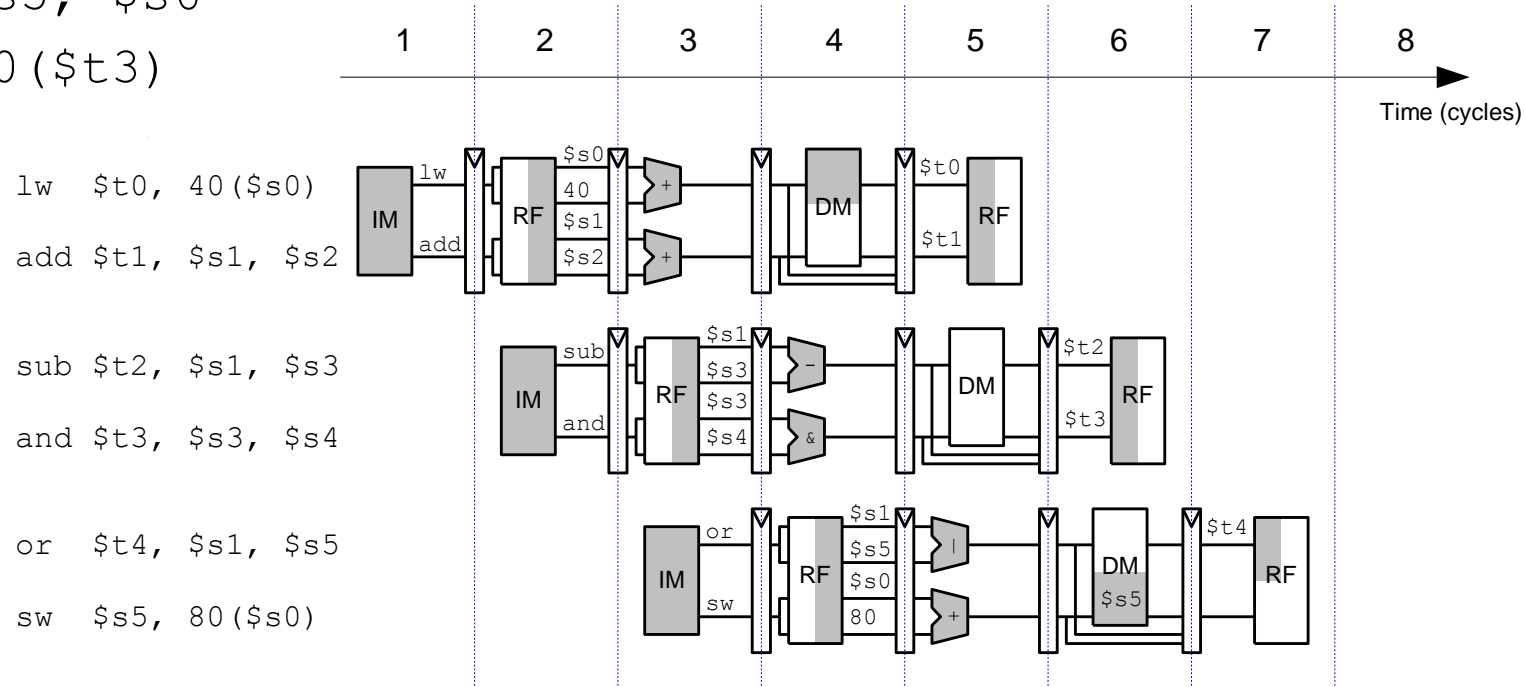 0($t3)
1 2 3 4 5 6 7 8
Time (cycles)
lw $t0, 40($s0)
add $t1, $s1, $s2
IM
lw
add
RF
$s0
40
$s1
$s2
+
+
DM
$t0
$t1
RF
sub $t2, $s1, $s3
and $t3, $s3, $s4
IM
sub
and
RF
$s1
$s3
$s3
$s4
-
&
DM
$t2
$t3
RF
or $t4, $s1, $s5
sw $s5, 80($s0)
IM
or
sw
RF
$s1
$s5
$s0
80
|
+
DM
$s5
$t4
RF